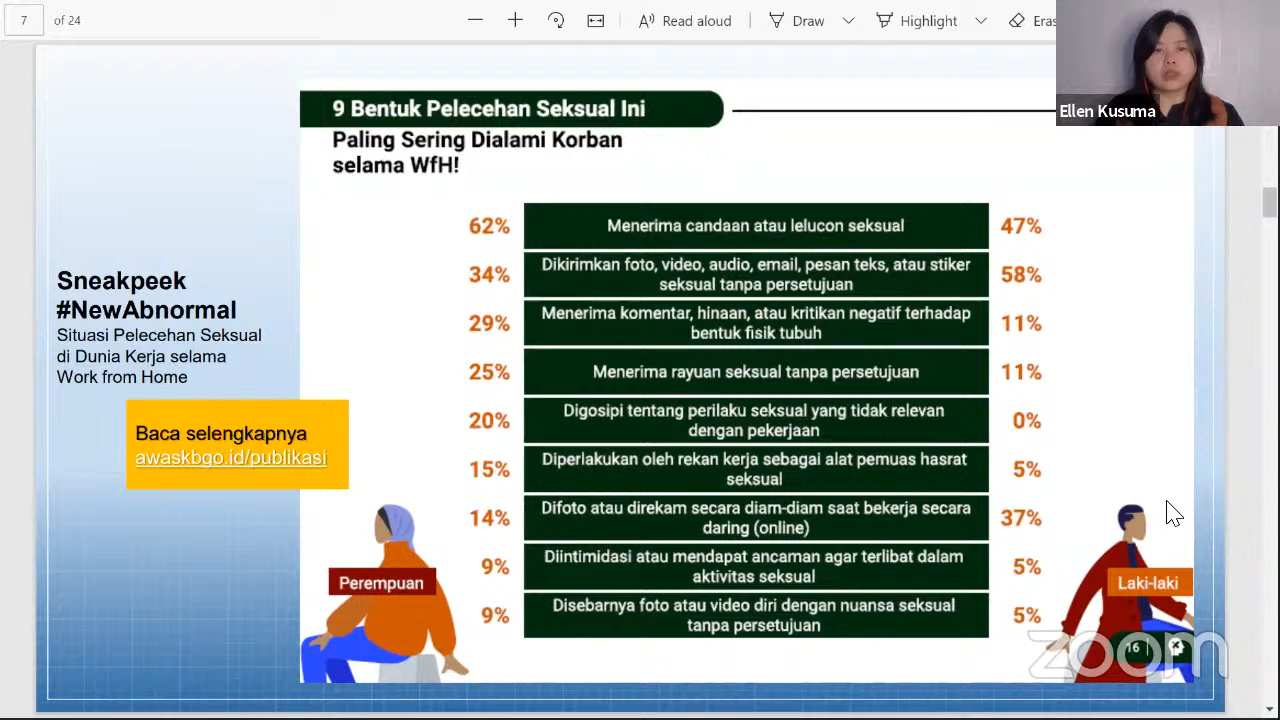 7 of 24
Read aloud
Draw
Highlight
Ellen Kusuma
9 Bentuk Pelecehan Seksual Ini
Paling Sering Dialami Korban
selama WfH!
Sneakpeek
#NewAbnormal
Situasi Pelecehan Seksual
di Dunia Kerja selama
Work from Home
Baca selengkapnya
awaskbgo.id/publikasi
62% Menerima candaan atau lelucon seksual 47%
34% Dikirimkan foto, video, audio, email, pesan teks, atau stiker
seksual tanpa persetujuan 58%
29% Menerima komentar, hinaan, atau kritikan negatif terhadap
bentuk fisik tubuh 11%
25% Menerima rayuan seksual tanpa persetujuan 11%
20% Digosipi tentang perilaku seksual yang tidak relevan
dengan pekerjaan 0%
15% Diperlakukan oleh rekan kerja sebagai alat pemuas hasrat
seksual 5%
14% Difoto atau direkam secara diam-diam saat bekerja secara
daring (online) 37%
9% Diintimidasi atau mendapat ancaman agar terlibat dalam
aktivitas seksual 5%
9% Disebarnya foto atau video diri dengan nuansa seksual
tanpa persetujuan 5%
Perempuan
Laki-laki
16
zoom